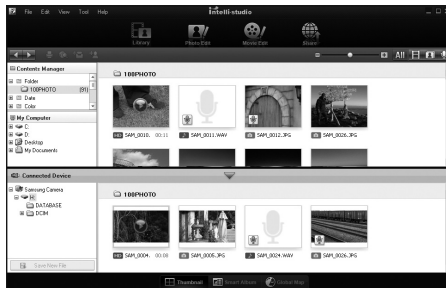 File Edit View Tool Help
Intelli-studio
Library Photo Edit Movie Edit Share
All
Contents Manager
Folder
100PHOTO (91)
Date
Color
My Computer
C:
D:
Desktop
My Documents
100PHOTO
HD SAM_0010. 00:11 SAM_0011.WAV SAM_0012.JPG SAM_0026.JPG
Connected Device
Samsung Camera
H:
DATABASE
DCIM
Save New File
100PHOTO
HD SAM_0004. 00:08 SAM_0005.JPG SAM_0024.WAV SAM_0026.JPG
Thumbnail Smart Album Global Map